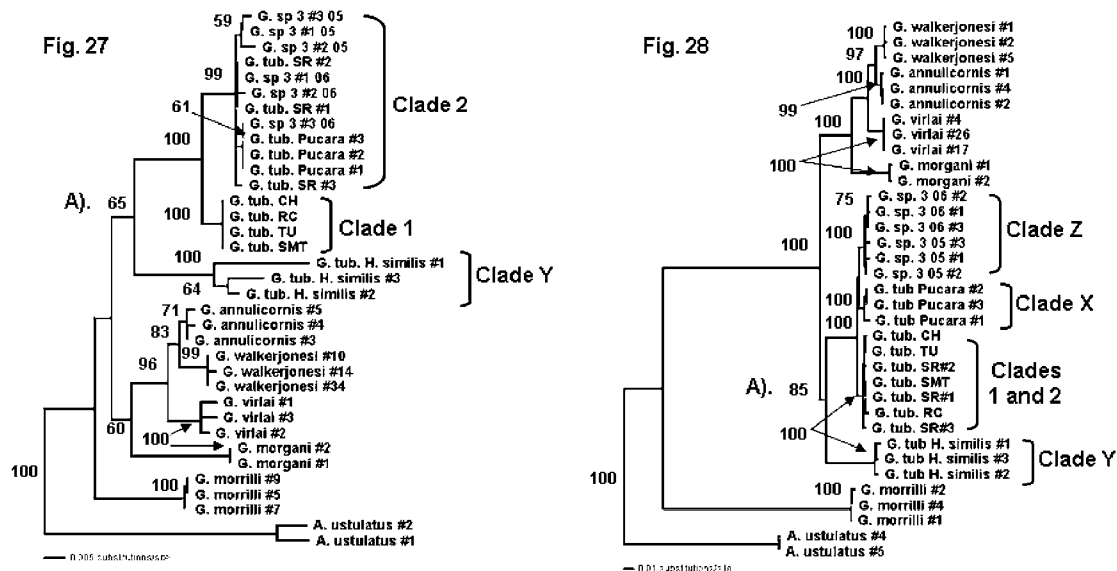 Fig. 27
59
G. sp 3 #3 05
G. sp 3 #1 05
G. sp 3 #2 05
G. tub. SR #2
99
G. sp 3 #1 06
G. sp 3 #2 06
Clade 2
61
G. tub. SR #1
G. sp 3 #3 06
G. tub. Pucara #3
100
G. tub. Pucara #2
G. tub. Pucara #1
G. tub. SR #3
A).
65
G. tub. CH
100
G. tub. RC
Clade 1
G. tub. TU
G. tub. SMT
100
G. tub. H. similis #1
G. tub. H. similis #3
Clade Y
64
G. tub. H. similis #2
71
G. annulicornis #5
G. annulicornis #4
83
G. annulicornis #3
96
99
G. walkerjonesi #10
G. walkerjonesi #14
G. walkerjonesi #34
G. virlai #1
G. virlai #3
60
G. virlai #2
100
G. morgani #2
G. morgani #1
100
G. morrilli #9
100
G. morrilli #5
G. morrilli #7
A. ustulatus #2
A. ustulatus #1
0.005 substitutions/site
Fig. 28
G. walkerjonesi #1
100
G. walkerjonesi #2
97
G. walkerjonesi #5
100
G. annulicornis #1
G. annulicornis #4
99
G. annulicornis #2
100
G. virlai #4
G. virlai #26
G. virlai #17
100
G. morgani #1
G. morgani #2
75
G. sp. 3 06 #2
G. sp. 3 06 #1
100
G. sp. 3 06 #3
Clade Z
100
G. sp. 3 05 #3
G. sp. 3 05 #1
G. sp. 3 05 #2
100
G. tub Pucara #2
G. tub Pucara #3
Clade X
100
G. tub Pucara #1
G. tub. CH
G. tub. TU
G. tub. SR#2
Clades
1 and 2
A).
85
G. tub. SMT
G. tub. SR#1
G. tub. RC
100
G. tub. SR#3
G. tub H. similis #1
G. tub H. similis #3
Clade Y
G. tub H. similis #2
100
G. morrilli #2
G. morrilli #4
100
G. morrilli #1
A. ustulatus #4
A. ustulatus #5
0.01 substitutions/site